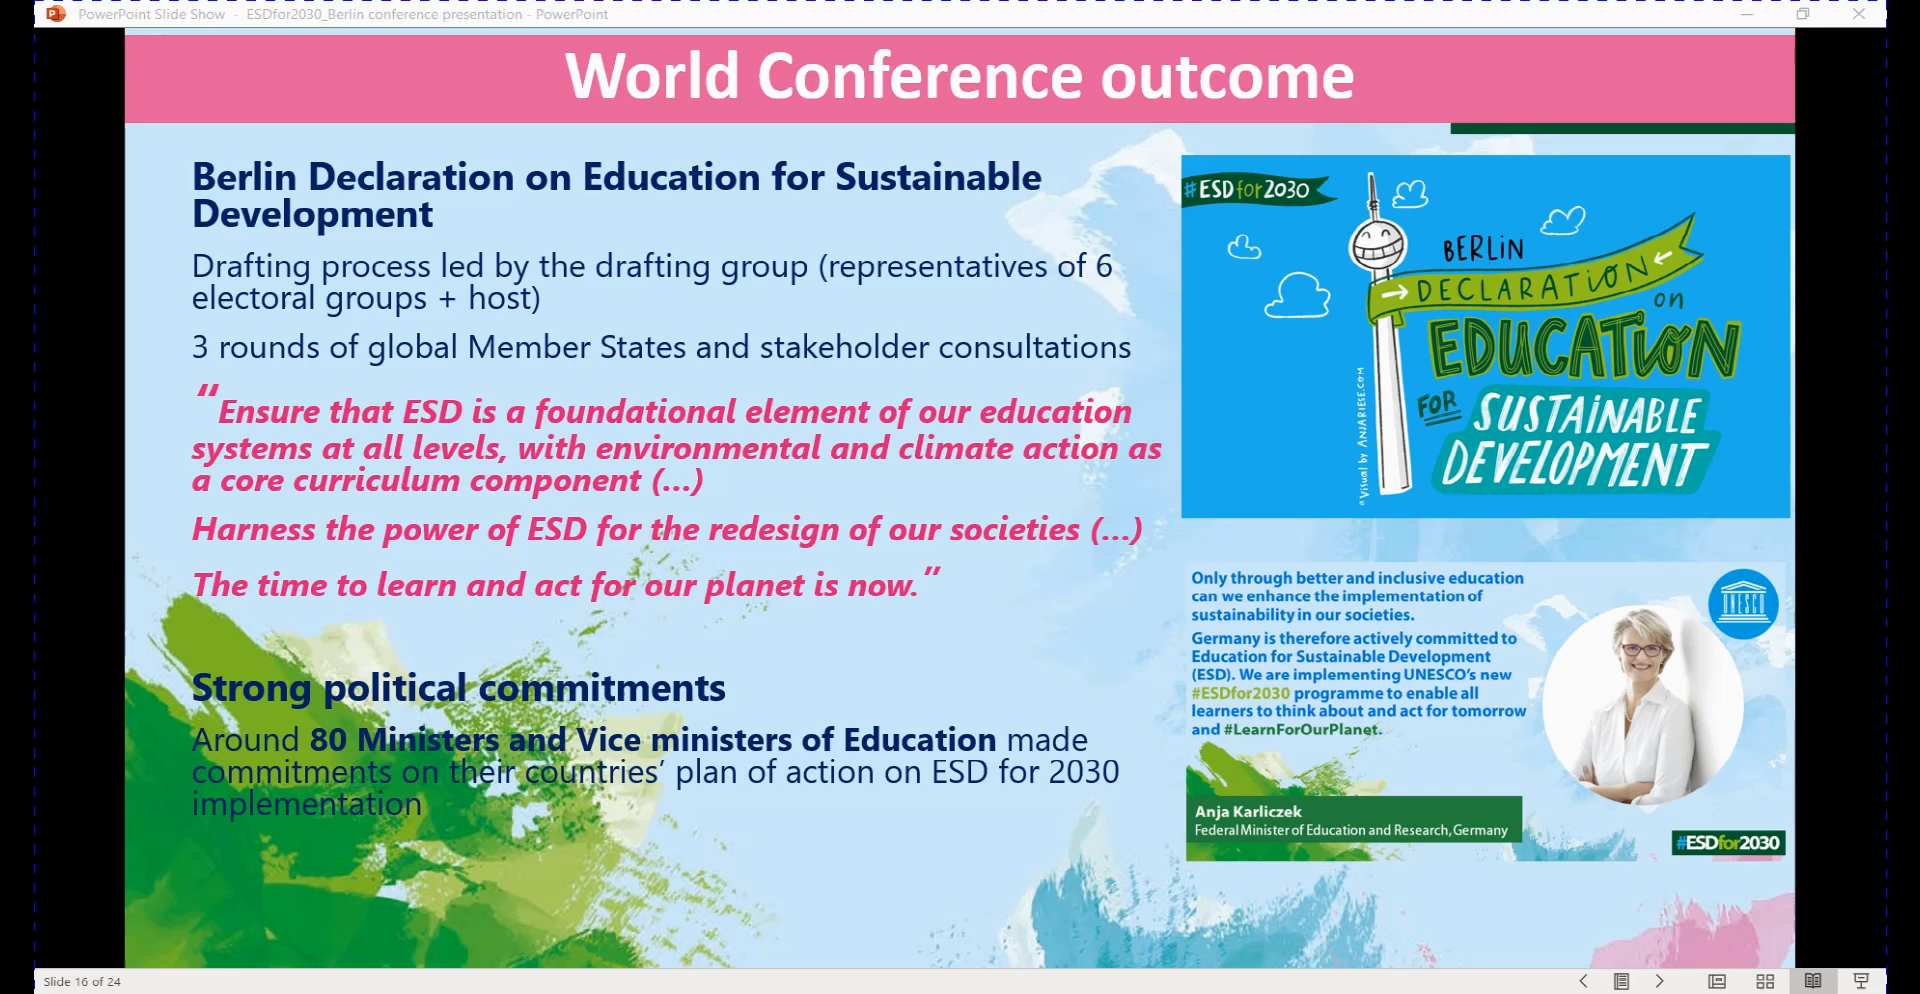 PowerPoint Slide Show - ESDfor2030_Berlin conference presentation - PowerPoint
World Conference outcome
Berlin Declaration on Education for Sustainable
Development
Drafting process led by the drafting group (representatives of 6
electoral groups + host)
3 rounds of global Member States and stakeholder consultations
“Ensure that ESD is a foundational element of our education
systems at all levels, with environmental and climate action as
a core curriculum component (...)
Harness the power of ESD for the redesign of our societies (...)
The time to learn and act for our planet is now.”
Strong political commitments
Around 80 Ministers and Vice ministers of Education made
commitments on their countries’ plan of action on ESD for 2030
implementation
#ESDfor2030
BERLiN
DECLARATiON
on
EDUCATiON
FOR
SUSTAiNABLE
DEVELOPMENT
Visual by ANJARIESE.COM
Only through better and inclusive education
can we enhance the implementation of
sustainability in our societies.
Germany is therefore actively committed to
Education for Sustainable Development
(ESD). We are implementing UNESCO’s new
#ESDfor2030 programme to enable all
learners to think about and act for tomorrow
and #LearnForOurPlanet.
UNESCO
Anja Karliczek
Federal Minister of Education and Research, Germany
#ESDfor2030
Slide 16 of 24